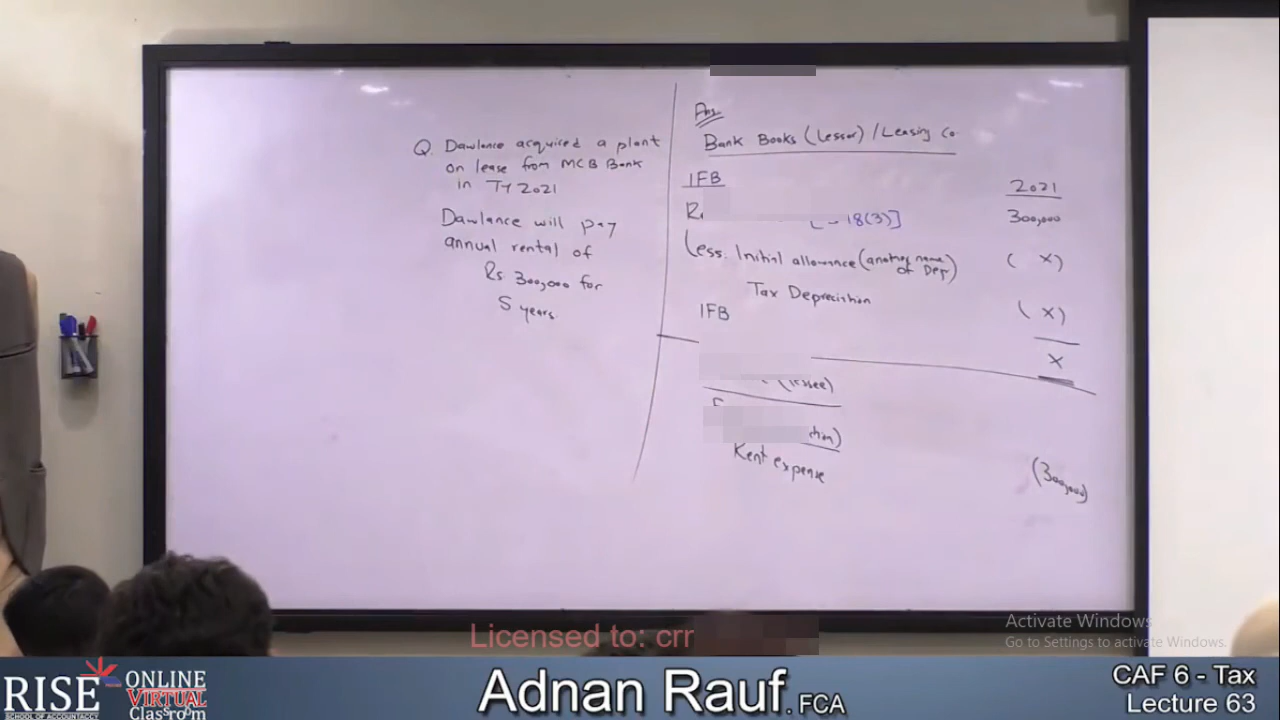 Q. Dawlance acquired a plant
on lease from MCB Bank
in TY 2021
Dawlance will pay
annual rental of
Rs. 300,000 for
5 years.
Ans.
Bank Books (Lessor) / Leasing Co
IFB
2021
18(3)]
300,000
Less. Initial allowance (another name of Dep)
( X )
Tax Depreciation
( X )
IFB
X
(lessee)
Rent expense
(300,000)
Licensed to: crr
Activate Windows
Go to Settings to activate Windows.
RISE
SCHOOL OF ACCOUNTANCY
ONLINE
VIRTUAL
Classroom
Adnan Rauf. FCA
CAF 6 - Tax
Lecture 63